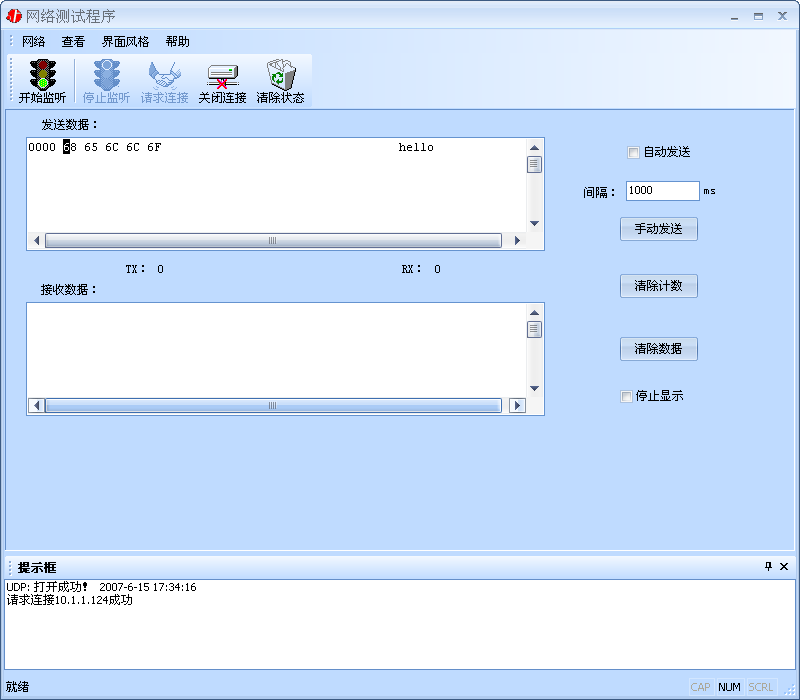 网络测试程序
网络 查看 界面风格 帮助
开始监听 停止监听 请求连接 关闭连接 清除状态
发送数据：
0000 68 65 6C 6C 6F hello
自动发送
间隔： 1000 ms
手动发送
TX： 0 RX： 0
清除计数
接收数据：
清除数据
停止显示
提示框
UDP: 打开成功！ 2007-6-15 17:34:16
请求连接10.1.1.124成功
就绪 CAP NUM SCRL